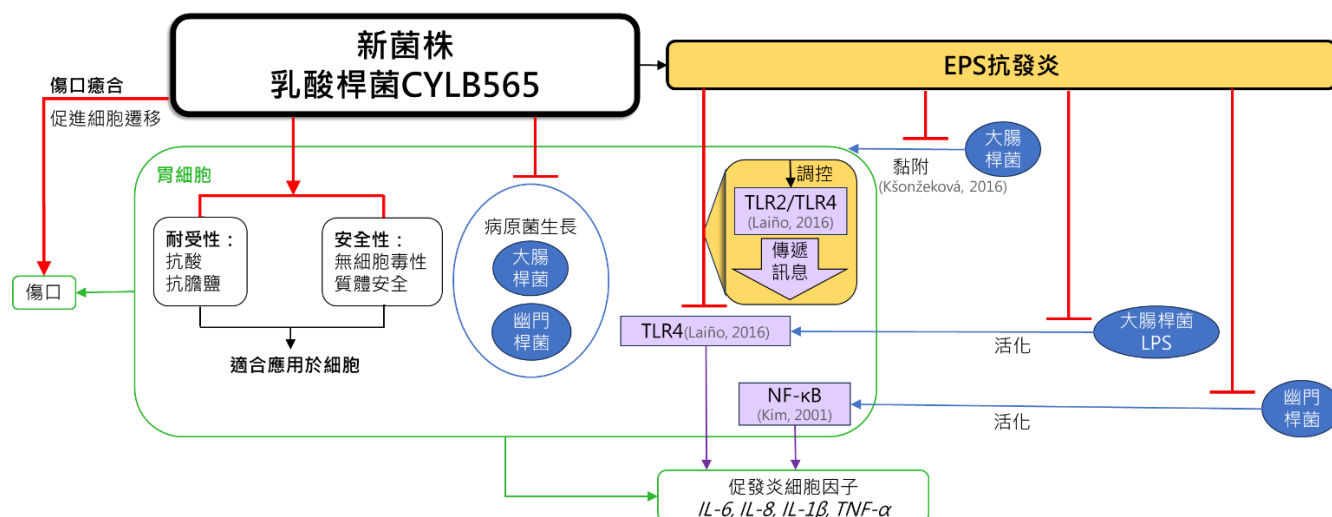 新菌株
乳酸桿菌CYLB565
EPS抗發炎
傷口癒合
促進細胞遷移
大腸
桿菌
黏附
(Kšonžeková, 2016)
胃細胞
調控
TLR2/TLR4
(Laiño, 2016)
傳遞
訊息
耐受性：
抗酸
抗膽鹽
安全性：
無細胞毒性
質體安全
病原菌生長
大腸
桿菌
幽門
桿菌
傷口
適合應用於細胞
TLR4(Laiño, 2016)
活化
大腸桿菌
LPS
NF-κB
(Kim, 2001)
活化
幽門
桿菌
促發炎細胞因子
IL-6, IL-8, IL-1β, TNF-α